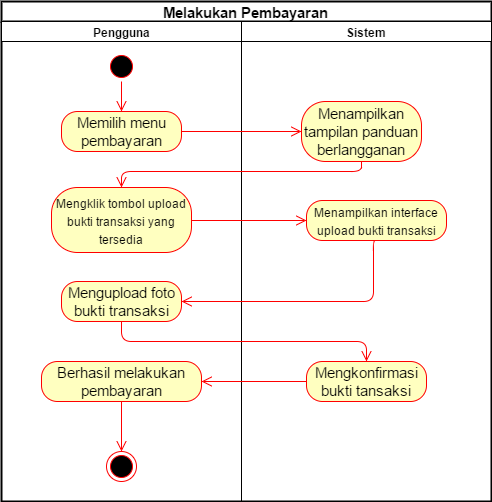 Melakukan Pembayaran
Pengguna
Sistem
Memilih menu
pembayaran
Menampilkan
tampilan panduan
berlangganan
Mengklik tombol upload
bukti transaksi yang
tersedia
Menampilkan interface
upload bukti transaksi
Mengupload foto
bukti transaksi
Mengkonfirmasi
bukti tansaksi
Berhasil melakukan
pembayaran